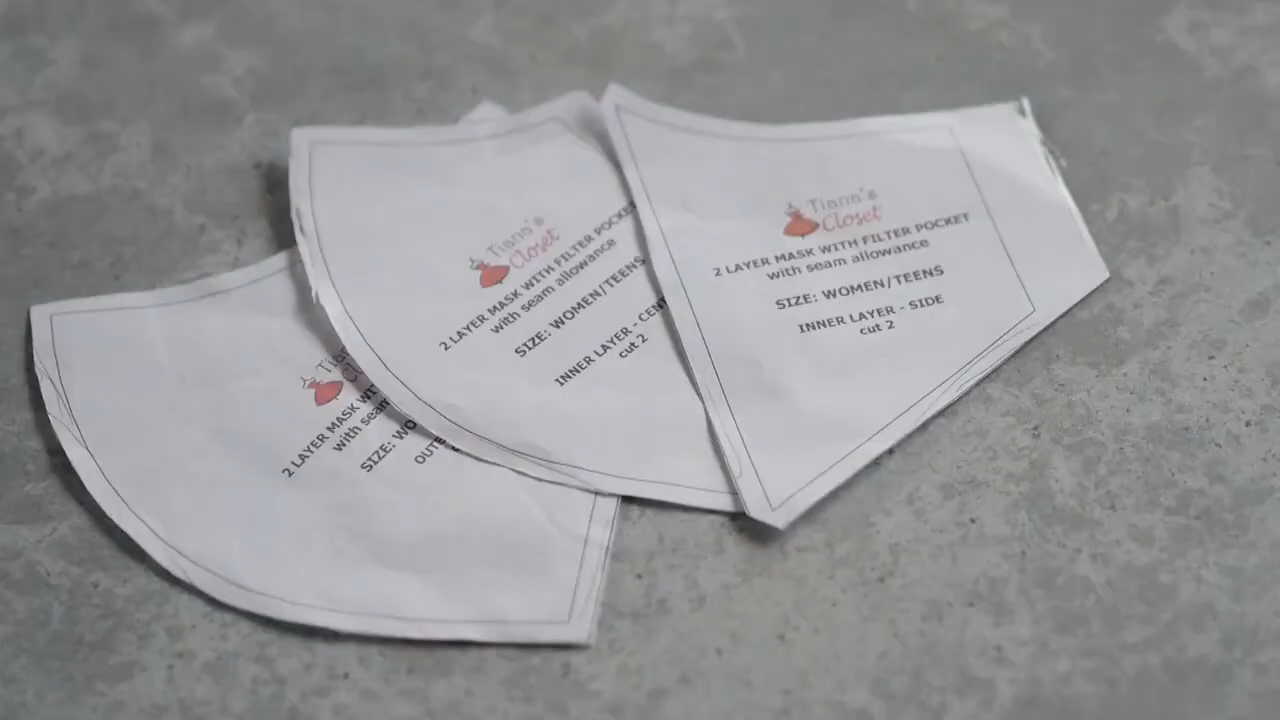 Tiana's
Closet
2 LAYER MASK WITH FILTER POCKET
with seam allowance
SIZE: WOMEN/TEENS
INNER LAYER - SIDE
cut 2
Tiana's
Closet
2 LAYER MASK WITH FILTER POCKET
with seam allowance
SIZE: WOMEN/TEENS
INNER LAYER -
cut 2
2 LAYER MASK
with
SIZE: